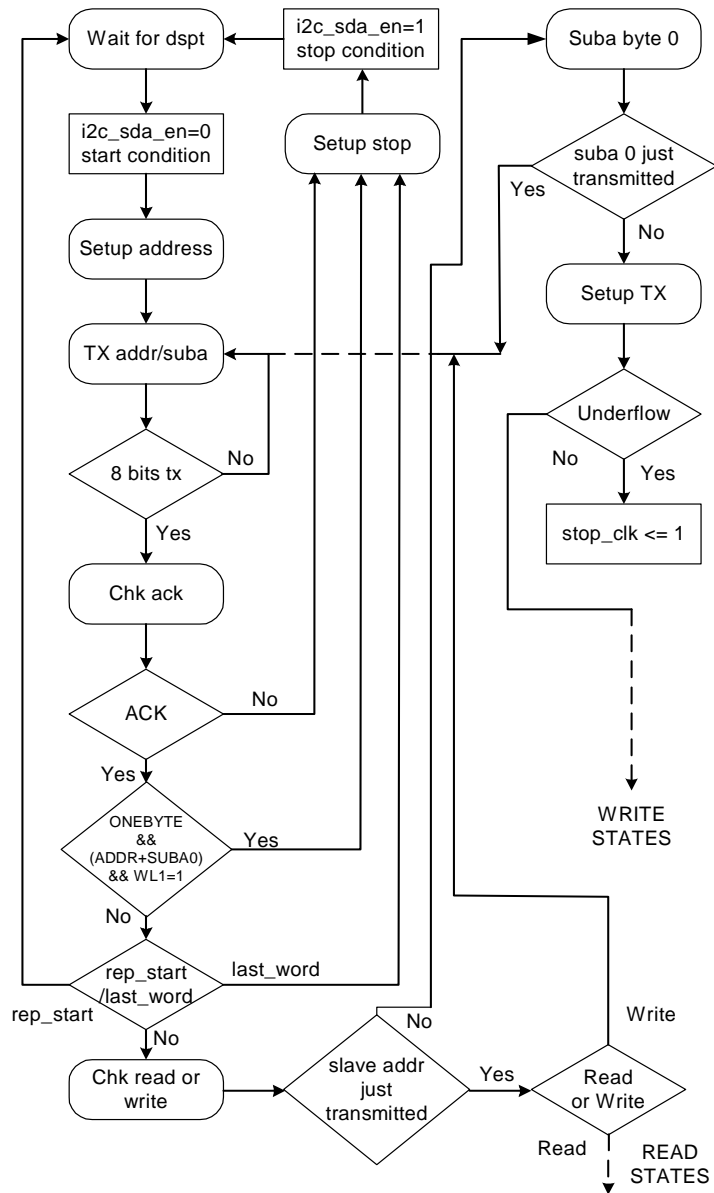 Wait for dspt
i2c_sda_en=1
stop condition
Suba byte 0
i2c_sda_en=0
start condition
Setup stop
suba 0 just
transmitted
Yes
No
Setup address
Setup TX
TX addr/suba
Underflow
8 bits tx
No
No
Yes
Yes
stop_clk <= 1
Chk ack
ACK
No
Yes
WRITE
STATES
ONEBYTE
&&
(ADDR+SUBA0)
&& WL1=1
Yes
No
rep_start
/last_word
last_word
rep_start
No
No
Write
Chk read or
write
slave addr
just
transmitted
Yes
Read
or Write
Read
READ
STATES